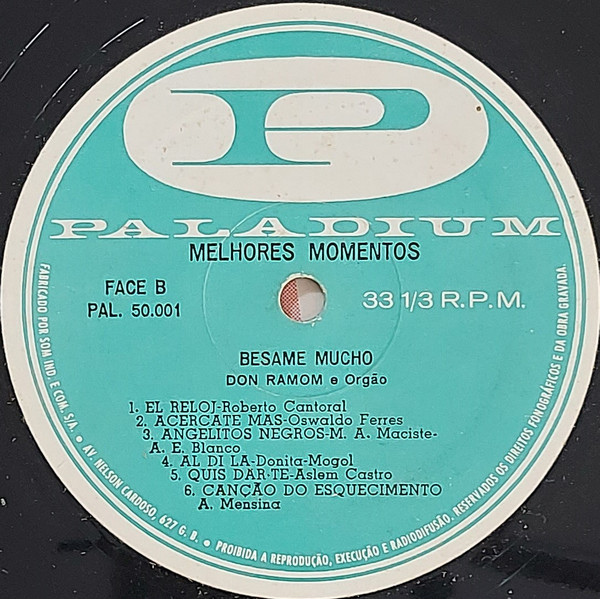 P
PALADIUM
MELHORES MOMENTOS
FACE B
PAL. 50.001
33 1/3 R.P.M.
BESAME MUCHO
DON RAMOM e Orgão
1. EL RELOJ-Roberto Cantoral
2. ACERCATE MAS-Oswaldo Ferres
3. ANGELITOS NEGROS-M. A. Maciste-
A. E. Blanco
4. AL DI LA-Donita-Mogol
5. QUIS DAR-TE-Aslem Castro
6. CANÇÃO DO ESQUECIMENTO
A. Mensina
FABRICADO POR SOM IND. E COM. S/A. • AV. NELSON CARDOSO, 627 G. B. • PROIBIDA A REPRODUÇÃO, EXECUÇÃO E RADIODIFUSÃO. RESERVADOS OS DIREITOS FONOGRÁFICOS E DA OBRA GRAVADA.